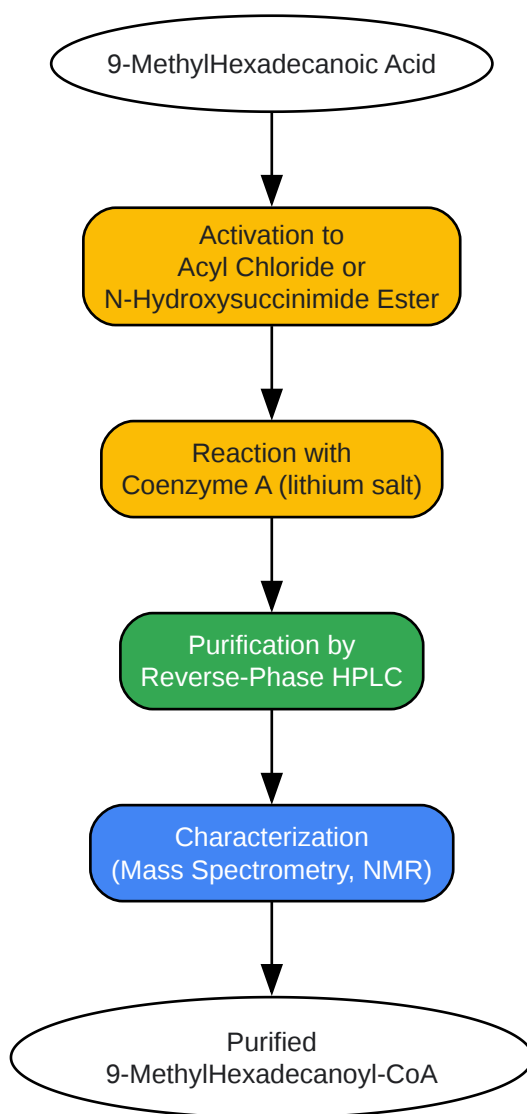 9-MethylHexadecanoic Acid
Activation to
Acyl Chloride or
N-Hydroxysuccinimide Ester
Reaction with
Coenzyme A (lithium salt)
Purification by
Reverse-Phase HPLC
Characterization
(Mass Spectrometry, NMR)
Purified
9-MethylHexadecanoyl-CoA